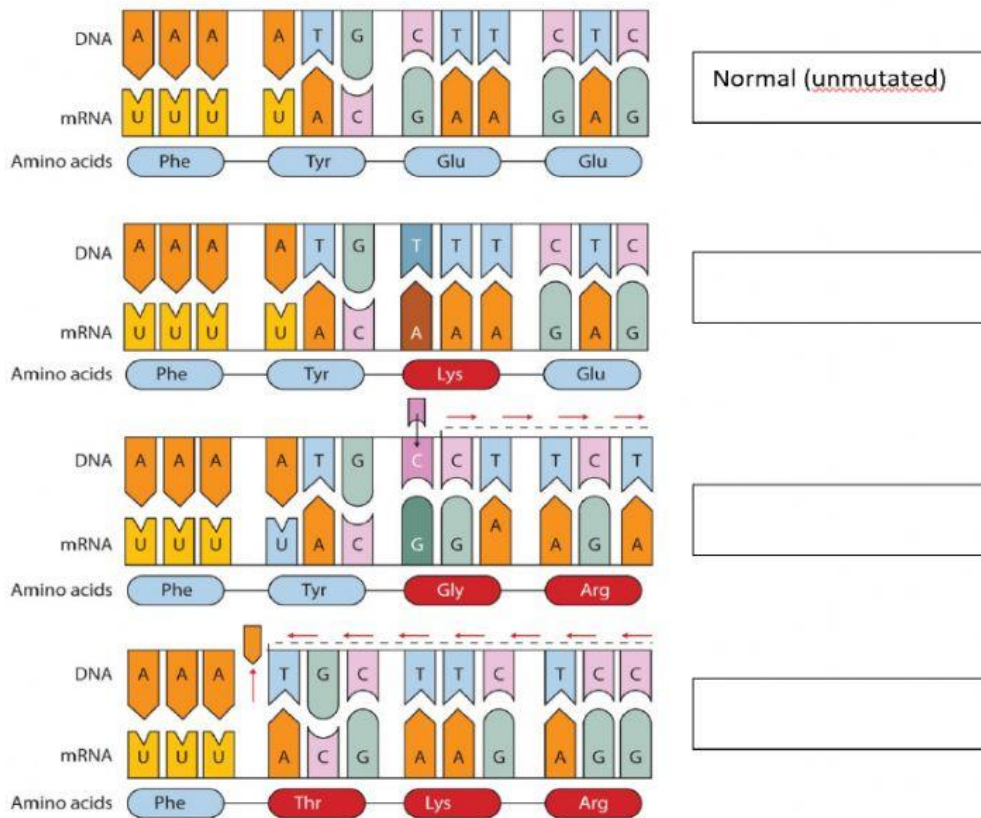 DNA A A A A T G C T T C T C
Normal (unmutated)
mRNA U U U U A C G A A G A G
Amino acids Phe Tyr Glu Glu
DNA A A A A T G T T T C T C
mRNA U U U U A C A A A G A G
Amino acids Phe Tyr Lys Glu
DNA A A A A T G C C T T C T
mRNA U U U U A C G G A A G A
Amino acids Phe Tyr Gly Arg
DNA A A A T G C T T C T C C
mRNA U U U A C G A A G A G G
Amino acids Phe Thr Lys Arg